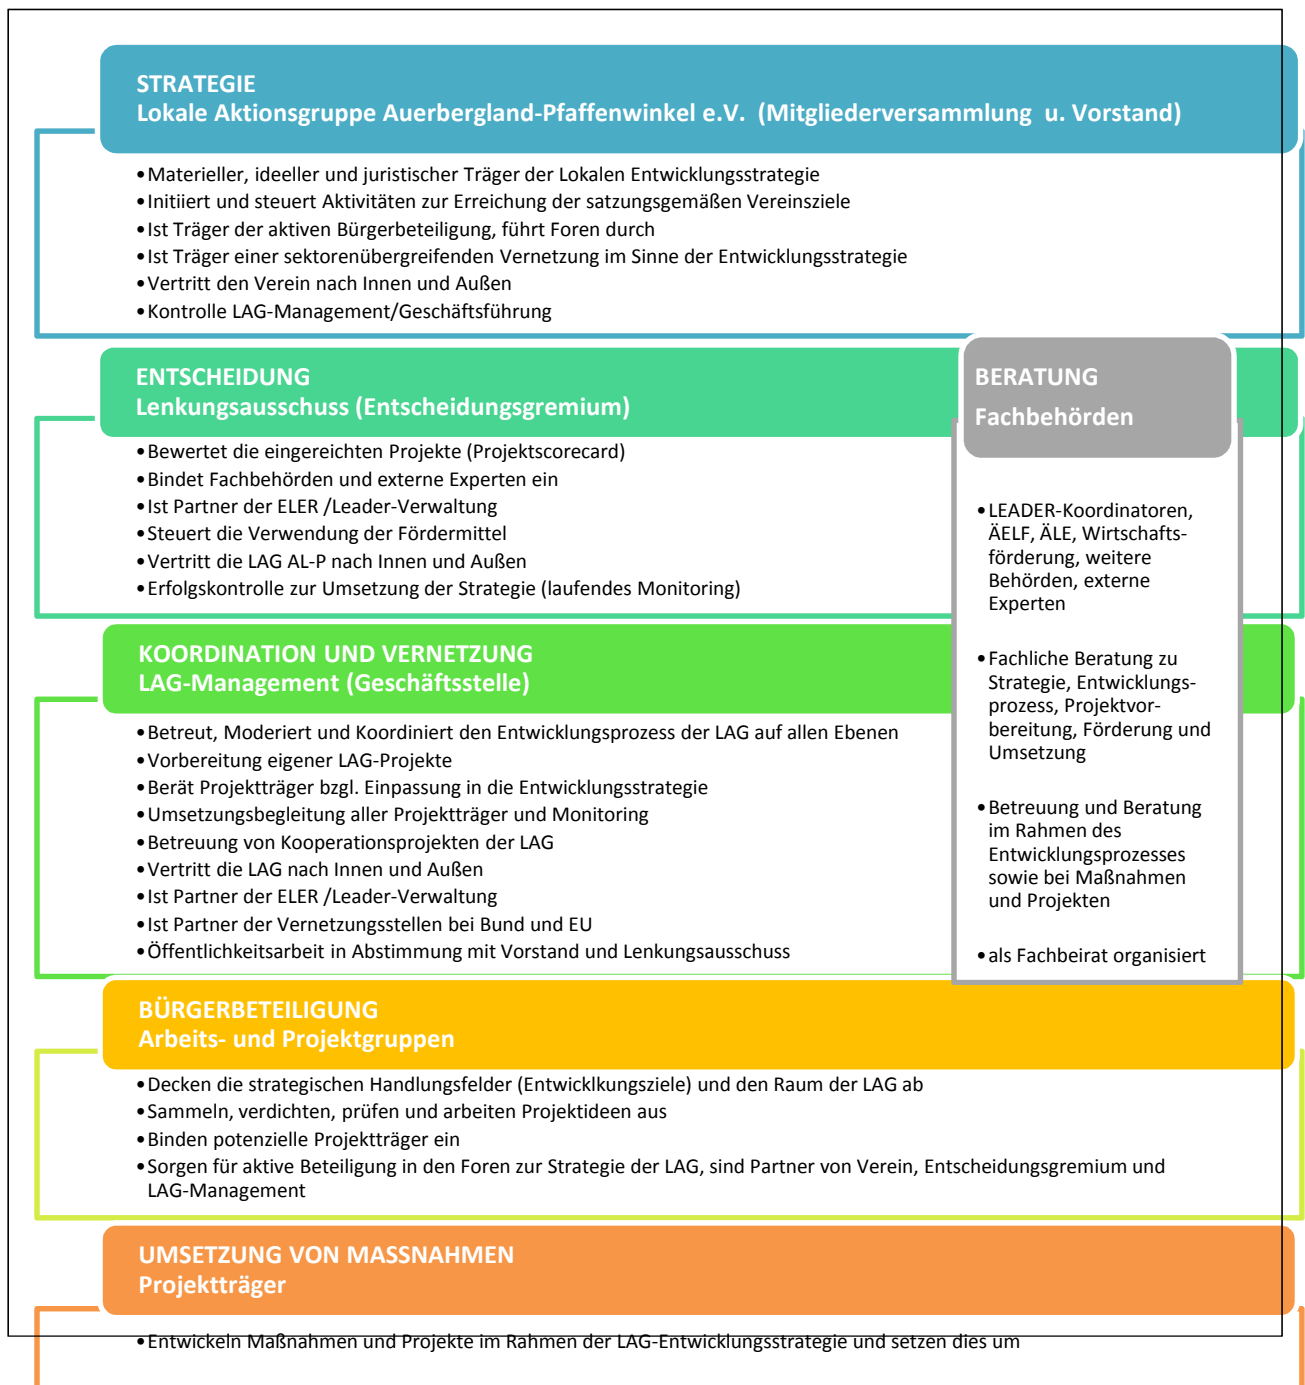 STRATEGIE
Lokale Aktionsgruppe Auerbergland-Pfaffenwinkel e.V. (Mitgliederversammlung u. Vorstand)
•Materieller, ideeller und juristischer Träger der Lokalen Entwicklungsstrategie
•Initiiert und steuert Aktivitäten zur Erreichung der satzungsgemäßen Vereinsziele
•Ist Träger der aktiven Bürgerbeteiligung, führt Foren durch
•Ist Träger einer sektorenübergreifenden Vernetzung im Sinne der Entwicklungsstrategie
•Vertritt den Verein nach Innen und Außen
•Kontrolle LAG-Management/Geschäftsführung
ENTSCHEIDUNG
Lenkungsausschuss (Entscheidungsgremium)
•Bewertet die eingereichten Projekte (Projektscorecard)
•Bindet Fachbehörden und externe Experten ein
•Ist Partner der ELER /Leader-Verwaltung
•Steuert die Verwendung der Fördermittel
•Vertritt die LAG AL-P nach Innen und Außen
•Erfolgskontrolle zur Umsetzung der Strategie (laufendes Monitoring)
KOORDINATION UND VERNETZUNG
LAG-Management (Geschäftsstelle)
•Betreut, Moderiert und Koordiniert den Entwicklungsprozess der LAG auf allen Ebenen
•Vorbereitung eigener LAG-Projekte
•Berät Projektträger bzgl. Einpassung in die Entwicklungsstrategie
•Umsetzungsbegleitung aller Projektträger und Monitoring
•Betreuung von Kooperationsprojekten der LAG
•Vertritt die LAG nach Innen und Außen
•Ist Partner der ELER /Leader-Verwaltung
•Ist Partner der Vernetzungsstellen bei Bund und EU
•Öffentlichkeitsarbeit in Abstimmung mit Vorstand und Lenkungsausschuss
BERATUNG
Fachbehörden
•LEADER-Koordinatoren,
ÄELF, ÄLE, Wirtschafts-
förderung, weitere
Behörden, externe
Experten
•Fachliche Beratung zu
Strategie, Entwicklungs-
prozess, Projektvor-
bereitung, Förderung und
Umsetzung
•Betreuung und Beratung
im Rahmen des
Entwicklungsprozesses
sowie bei Maßnahmen
und Projekten
•als Fachbeirat organisiert
BÜRGERBETEILIGUNG
Arbeits- und Projektgruppen
•Decken die strategischen Handlungsfelder (Entwicklkungsziele) und den Raum der LAG ab
•Sammeln, verdichten, prüfen und arbeiten Projektideen aus
•Binden potenzielle Projektträger ein
•Sorgen für aktive Beteiligung in den Foren zur Strategie der LAG, sind Partner von Verein, Entscheidungsgremium und
LAG-Management
UMSETZUNG VON MASSNAHMEN
Projektträger
•Entwickeln Maßnahmen und Projekte im Rahmen der LAG-Entwicklungsstrategie und setzen dies um